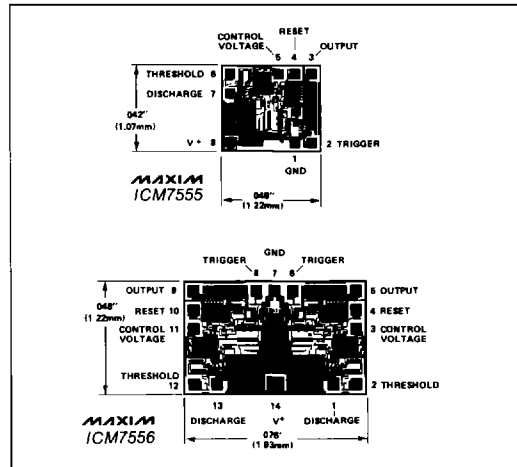 RESET
CONTROL VOLTAGE 5 4 3 OUTPUT
THRESHOLD 6
DISCHARGE 7
.042"
(1.07mm)
V+ 8
2 TRIGGER
1
GND
MAXIM
ICM7555
.048"
(1.22mm)
GND
TRIGGER 8 7 6 TRIGGER
OUTPUT 9
5 OUTPUT
.048"
(1.22mm)
RESET 10
4 RESET
CONTROL 11
VOLTAGE
3 CONTROL
VOLTAGE
THRESHOLD
12
2 THRESHOLD
13 14 1
DISCHARGE V+ DISCHARGE
MAXIM
ICM7556
.076"
(1.93mm)